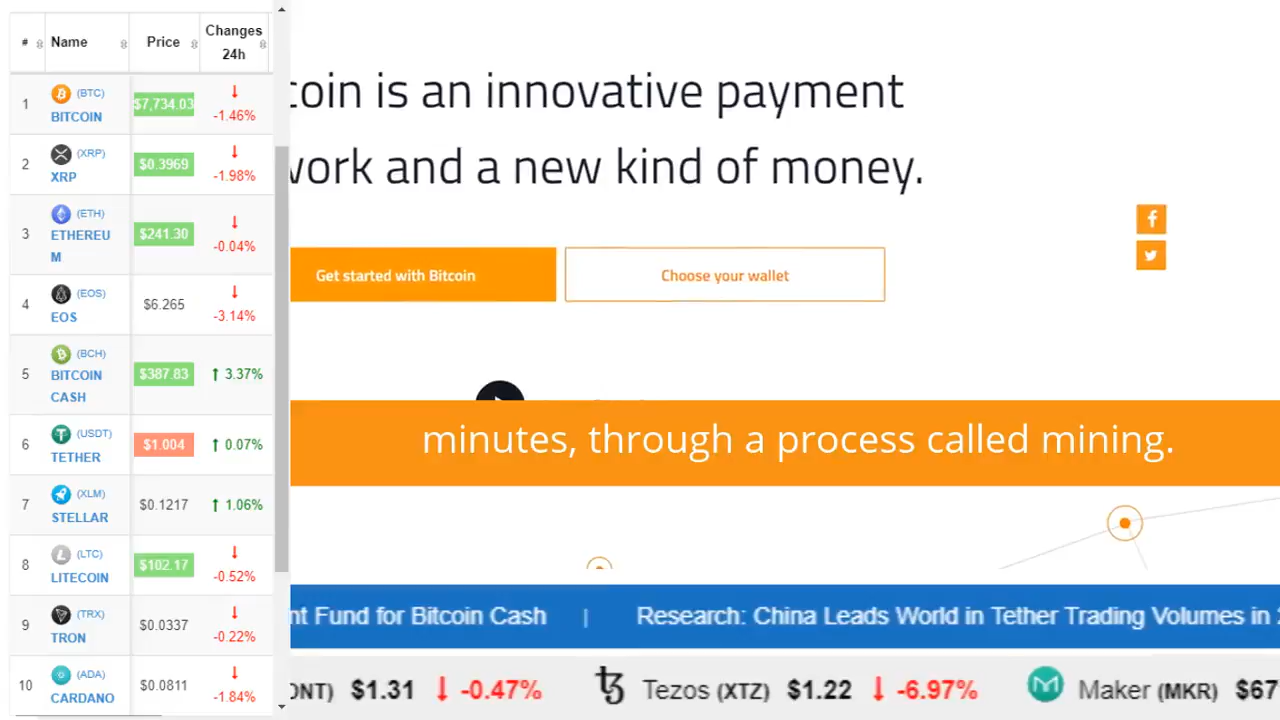 # Name Price Changes
24h
1 (BTC) BITCOIN $7,734.03 ↓ -1.46%
2 (XRP) XRP $0.3969 ↓ -1.98%
3 (ETH) ETHEREU
M $241.30 ↓ -0.04%
4 (EOS) EOS $6.265 ↓ -3.14%
5 (BCH) BITCOIN
CASH $387.83 ↑ 3.37%
6 (USDT) TETHER $1.004 ↑ 0.07%
7 (XLM) STELLAR $0.1217 ↑ 1.06%
8 (LTC) LITECOIN $102.17 ↓ -0.52%
9 (TRX) TRON $0.0337 ↓ -0.22%
10 (ADA) CARDANO $0.0811 ↓ -1.84%
coin is an innovative payment
work and a new kind of money.
Get started with Bitcoin
Choose your wallet
minutes, through a process called mining.
nt Fund for Bitcoin Cash | Research: China Leads World in Tether Trading Volumes in
ONT) $1.31 ↓ -0.47% Tezos (XTZ) $1.22 ↓ -6.97% Maker (MKR) $67